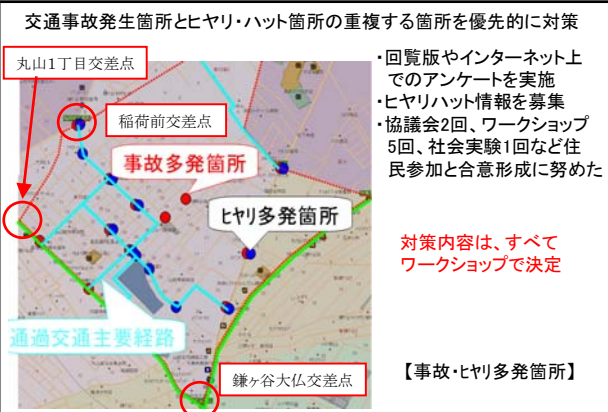 交通事故発生箇所とヒヤリ・ハット箇所の重複する箇所を優先的に対策
丸山1丁目交差点
稲荷前交差点
事故多発箇所
ヒヤリ多発箇所
通過交通主要経路
鎌ヶ谷大仏交差点
・回覧版やインターネット上
でのアンケートを実施
・ヒヤリハット情報を募集
・協議会2回、ワークショップ
5回、社会実験1回など住
民参加と合意形成に努めた
対策内容は、すべて
ワークショップで決定
【事故・ヒヤリ多発箇所】